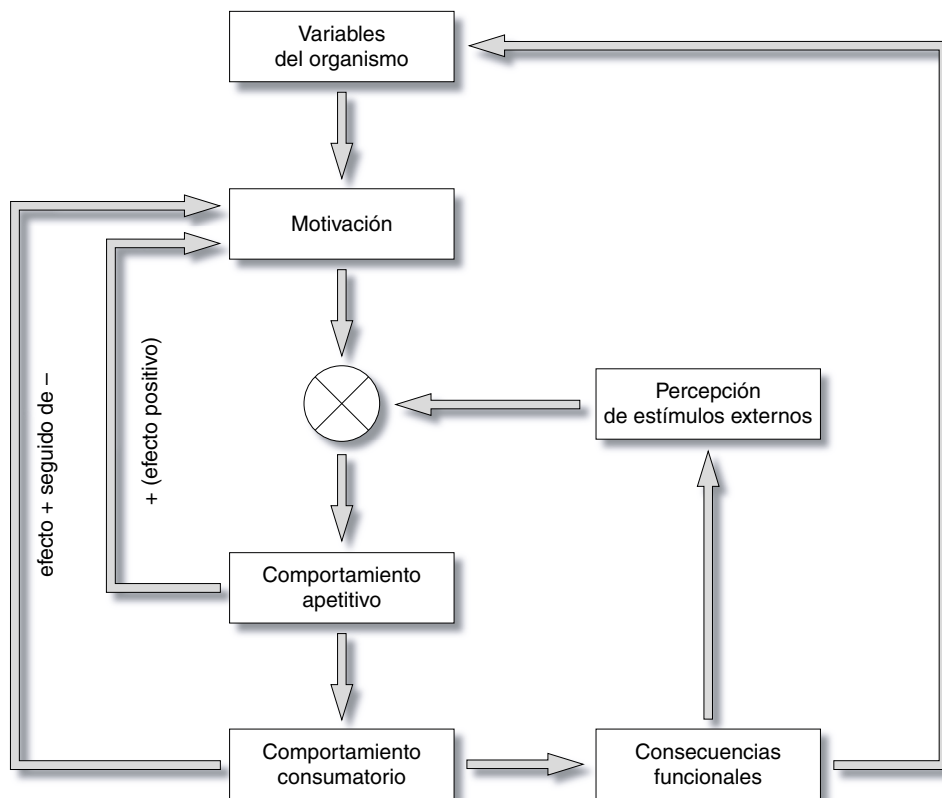 Variables
del organismo
Motivación
efecto + seguido de –
+ (efecto positivo)
Percepción
de estímulos externos
Comportamiento
apetitivo
Comportamiento
consumatorio
Consecuencias
funcionales